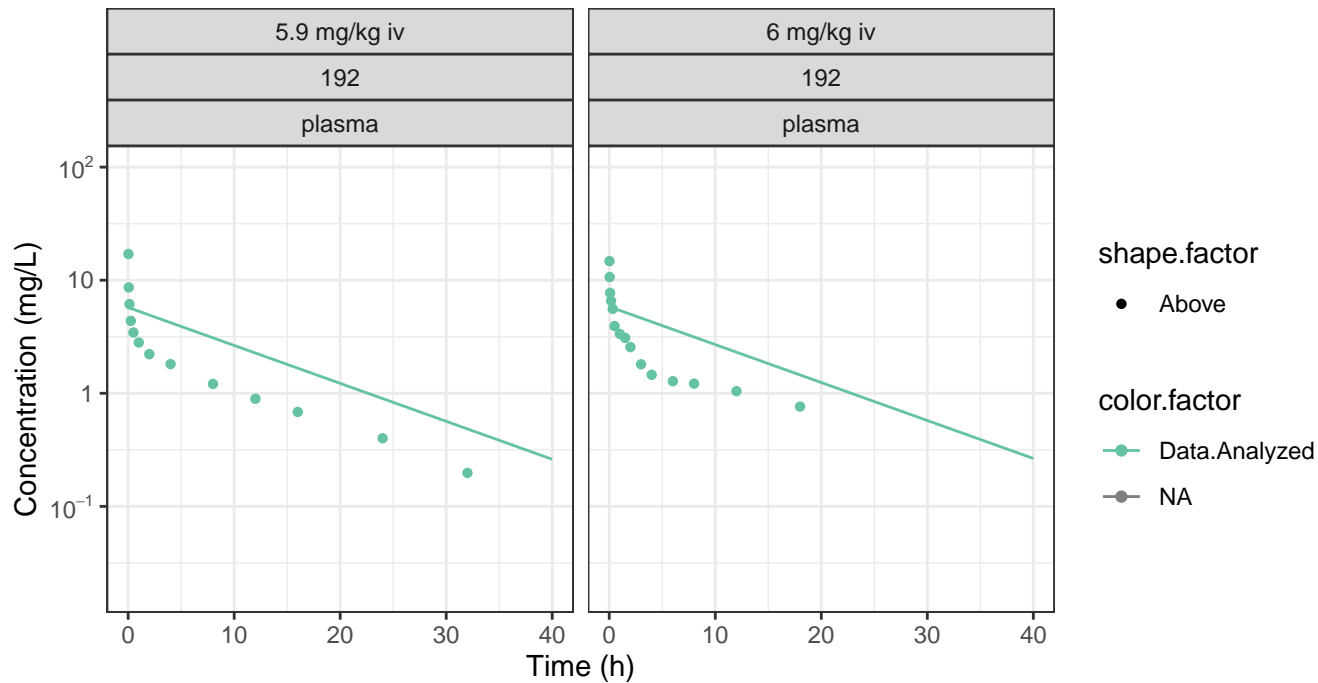 5.9 mg/kg iv
192
plasma
6 mg/kg iv
192
plasma
Concentration (mg/L)
10²
10
1
10⁻¹
0 10 20 30 40
0 10 20 30 40
Time (h)
shape.factor
Above
color.factor
Data.Analyzed
NA